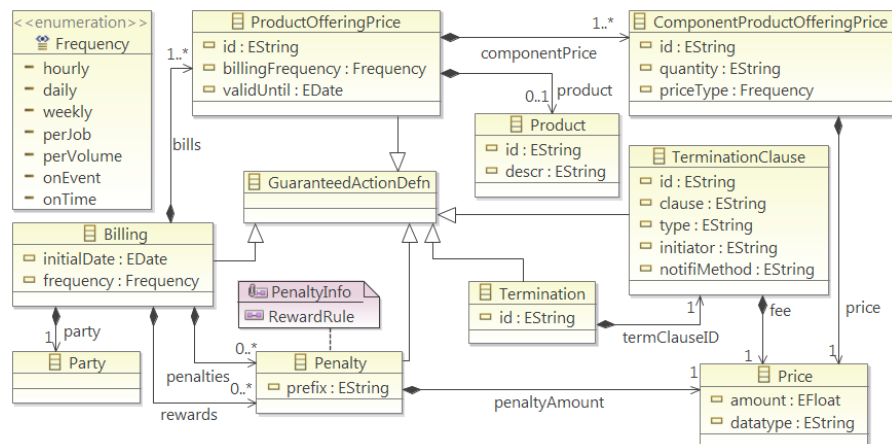 <<enumeration>>
Frequency
hourly
daily
weekly
perJob
perVolume
onEvent
onTime
ProductOfferingPrice
id : EString
billingFrequency : Frequency
validUntil : EDate
1..*
componentPrice
ComponentProductOfferingPrice
id : EString
quantity : EString
priceType : Frequency
1..*
bills
product
0..1
Product
id : EString
descr : EString
GuaranteedActionDefn
TerminationClause
id : EString
clause : EString
type : EString
initiator : EString
notifiMethod : EString
Billing
initialDate : EDate
frequency : Frequency
PenaltyInfo
RewardRule
Termination
id : EString
1
termClauseID
fee
price
party
1
Party
penalties
0..*
0..*
rewards
Penalty
prefix : EString
penaltyAmount
1
1
1
Price
amount : EFloat
datatype : EString